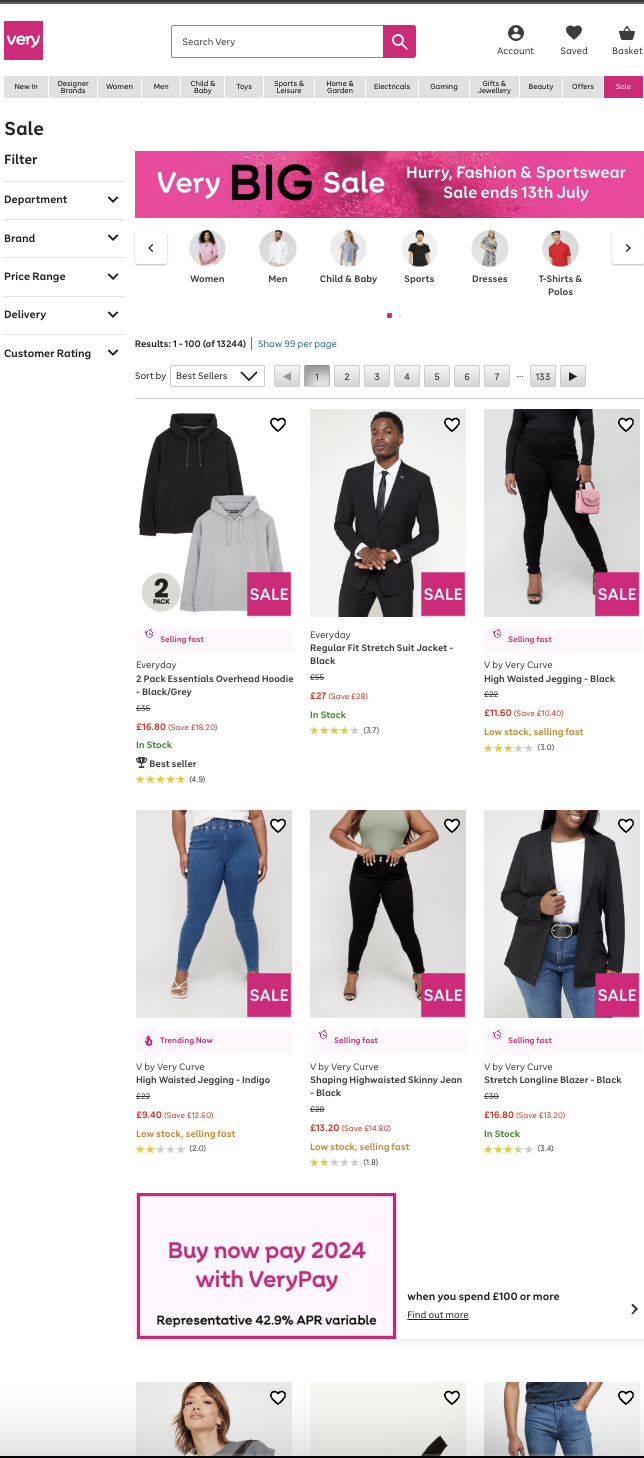 very
Search Very
Account
Saved
Basket
New In
Designer
Brands
Women
Men
Child &
Baby
Toys
Sports &
Leisure
Home &
Garden
Electricals
Gaming
Gifts &
Jewellery
Beauty
Offers
Sale
Sale
Filter
Department
Brand
Price Range
Delivery
Customer Rating
Very BIG Sale
Hurry, Fashion & Sportswear
Sale ends 13th July
Women
Men
Child & Baby
Sports
Dresses
T-Shirts &
Polos
Results: 1 - 100 (of 13244) | Show 99 per page
Sort by Best Sellers
1 2 3 4 5 6 7 ... 133
2
PACK
SALE
SALE
SALE
Selling fast
Everyday
2 Pack Essentials Overhead Hoodie
- Black/Grey
£35
£16.80 (Save £18.20)
In Stock
Best seller
(4.9)
Everyday
Regular Fit Stretch Suit Jacket -
Black
£55
£27 (Save £28)
In Stock
(3.7)
Selling fast
V by Very Curve
High Waisted Jegging - Black
£22
£11.60 (Save £10.40)
Low stock, selling fast
(3.0)
SALE
SALE
SALE
Trending Now
V by Very Curve
High Waisted Jegging - Indigo
£22
£9.40 (Save £12.60)
Low stock, selling fast
(2.0)
Selling fast
V by Very Curve
Shaping Highwaisted Skinny Jean
- Black
£28
£13.20 (Save £14.80)
Low stock, selling fast
(1.8)
Selling fast
V by Very Curve
Stretch Longline Blazer - Black
£30
£16.80 (Save £13.20)
In Stock
(3.4)
Buy now pay 2024
with VeryPay
Representative 42.9% APR variable
when you spend £100 or more
Find out more